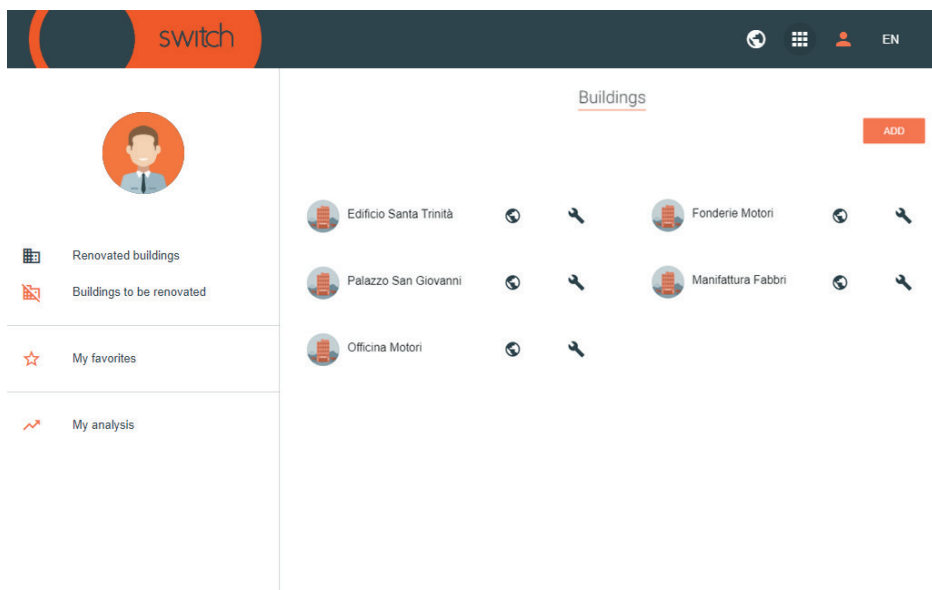 switch
EN
Buildings
ADD
Edificio Santa Trinità
Fonderie Motori
Renovated buildings
Palazzo San Giovanni
Manifattura Fabbri
Buildings to be renovated
Officina Motori
My favorites
My analysis